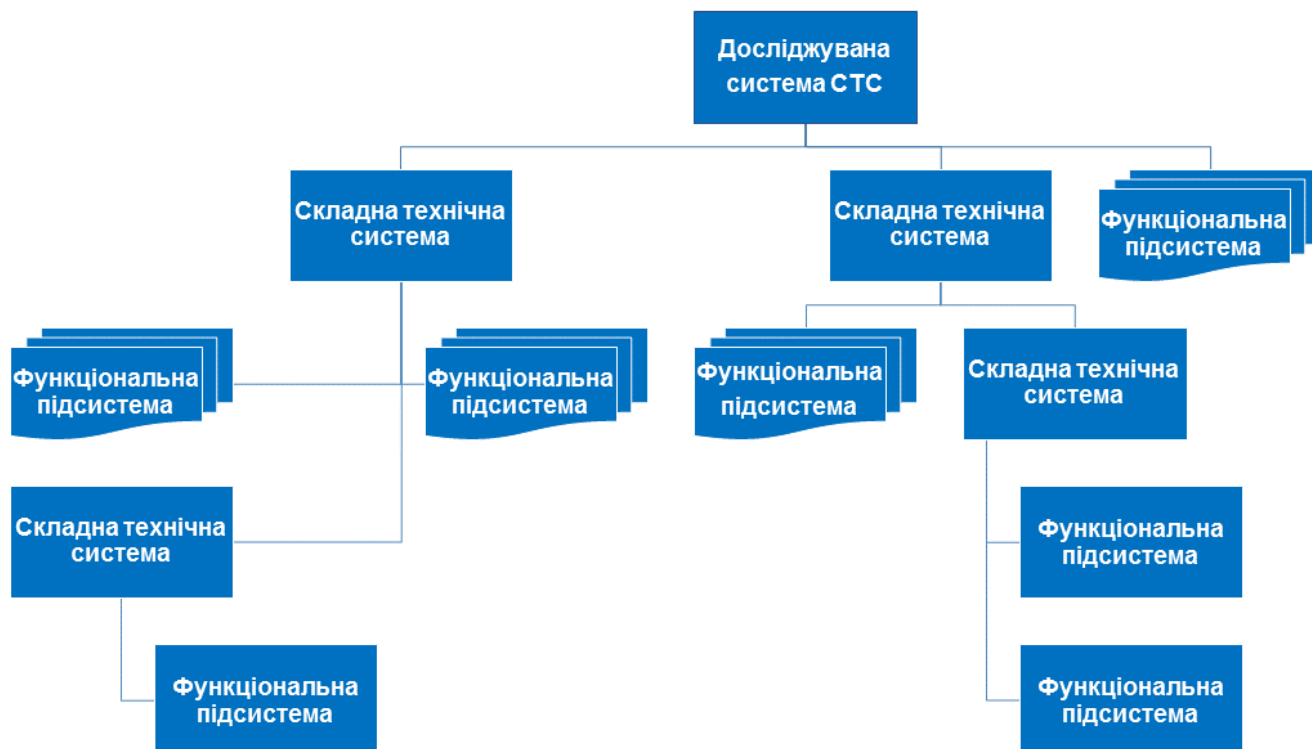 Досліджувана
система СТС
Складна технічна
система
Складна технічна
система
Функціональна
підсистема
Функціональна
підсистема
Функціональна
підсистема
Функціональна
підсистема
Складна технічна
система
Складна технічна
система
Функціональна
підсистема
Функціональна
підсистема
Функціональна
підсистема